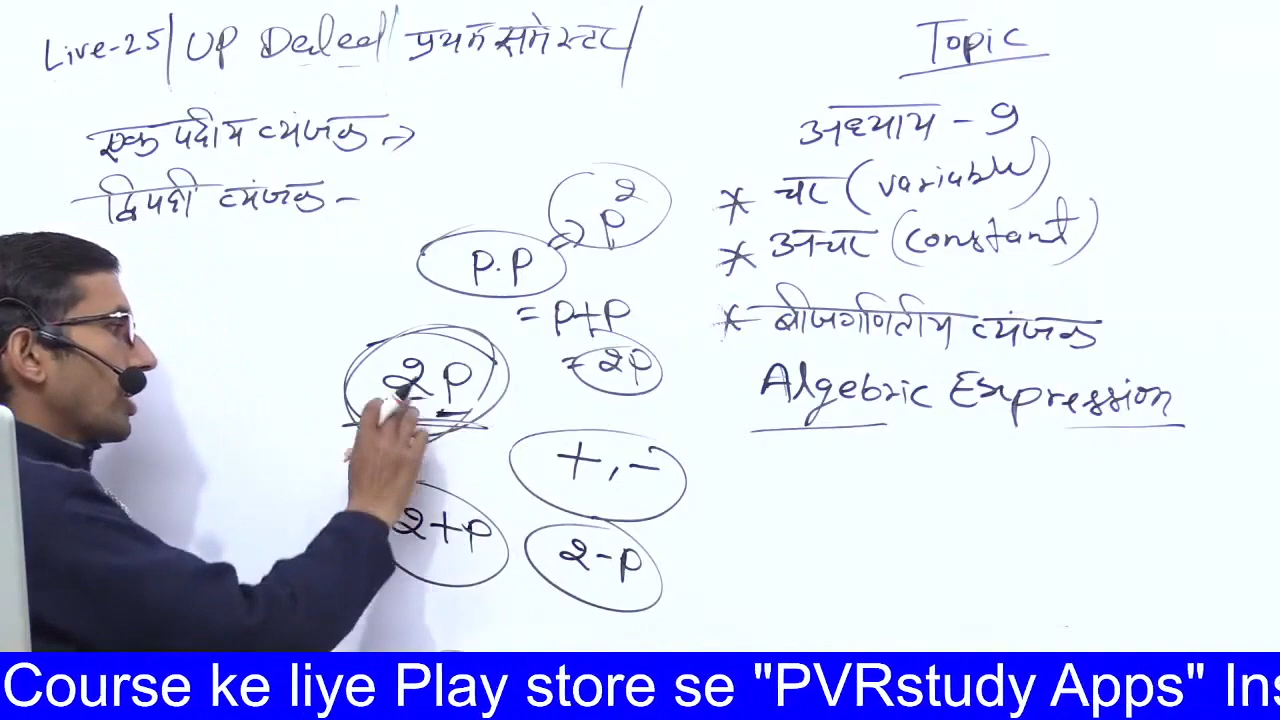 Live-25/ UP Deled/ प्रथम सेमेस्टर/
एक पदीय व्यंजक →
द्विपदी व्यंजक -
p.p ⇒ p²
= p+p
= 2p
2p
+, -
2+p
2-p
Topic
अध्याय - 9
* चर (variable)
* अचर (constant)
* बीजगणितीय व्यंजक
Algebric Expression
Course ke liye Play store se "PVRstudy Apps" Ins